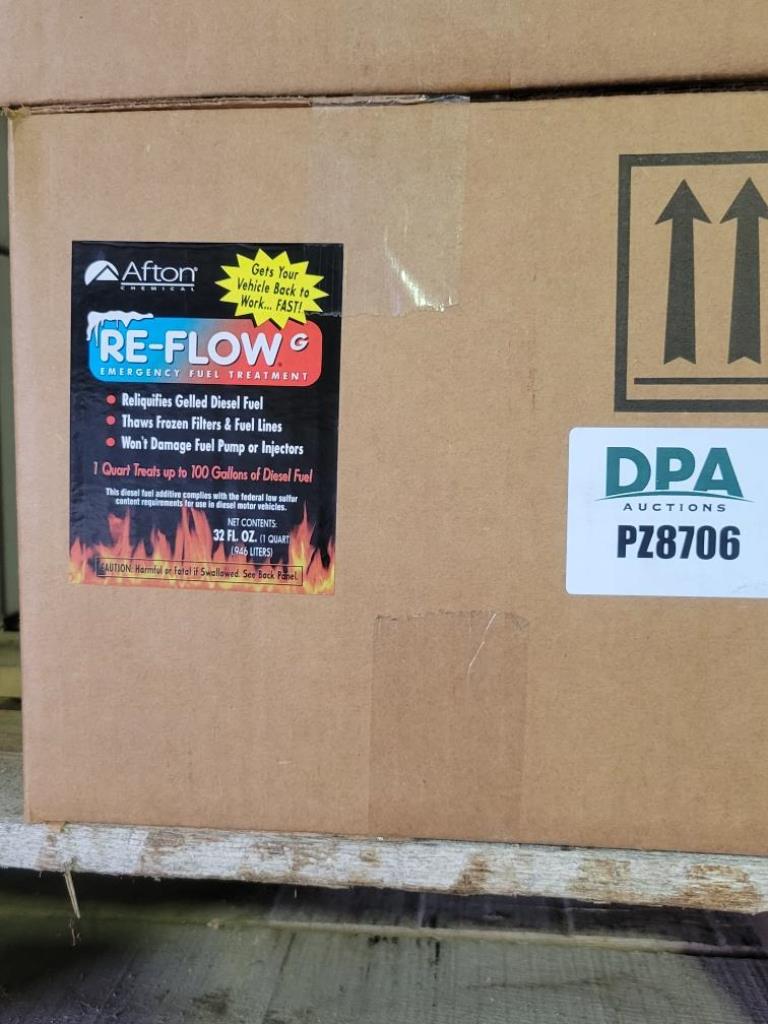 Afton®
CHEMICAL
Gets Your
Vehicle Back to
Work... FAST!
RE-FLOW® G
EMERGENCY FUEL TREATMENT
• Reliquifies Gelled Diesel Fuel
• Thaws Frozen Filters & Fuel Lines
• Won't Damage Fuel Pump or Injectors
1 Quart Treats up to 100 Gallons of Diesel Fuel
This diesel fuel additive complies with the federal low sulfur
content requirements for use in diesel motor vehicles.
NET CONTENTS:
32 FL. OZ. (1 QUART
(.946 LITERS)
CAUTION: Harmful or fatal if Swallowed. See Back Panel.
DPA
AUCTIONS
PZ8706